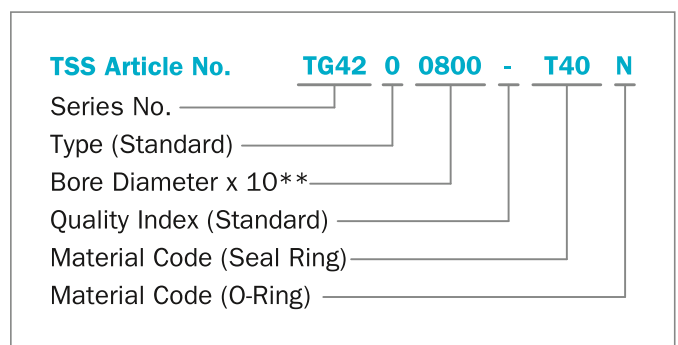 TSS Article No. TG42 0 0800 - T40 N
Series No.
Type (Standard)
Bore Diameter x 10**
Quality Index (Standard)
Material Code (Seal Ring)
Material Code (O-Ring)